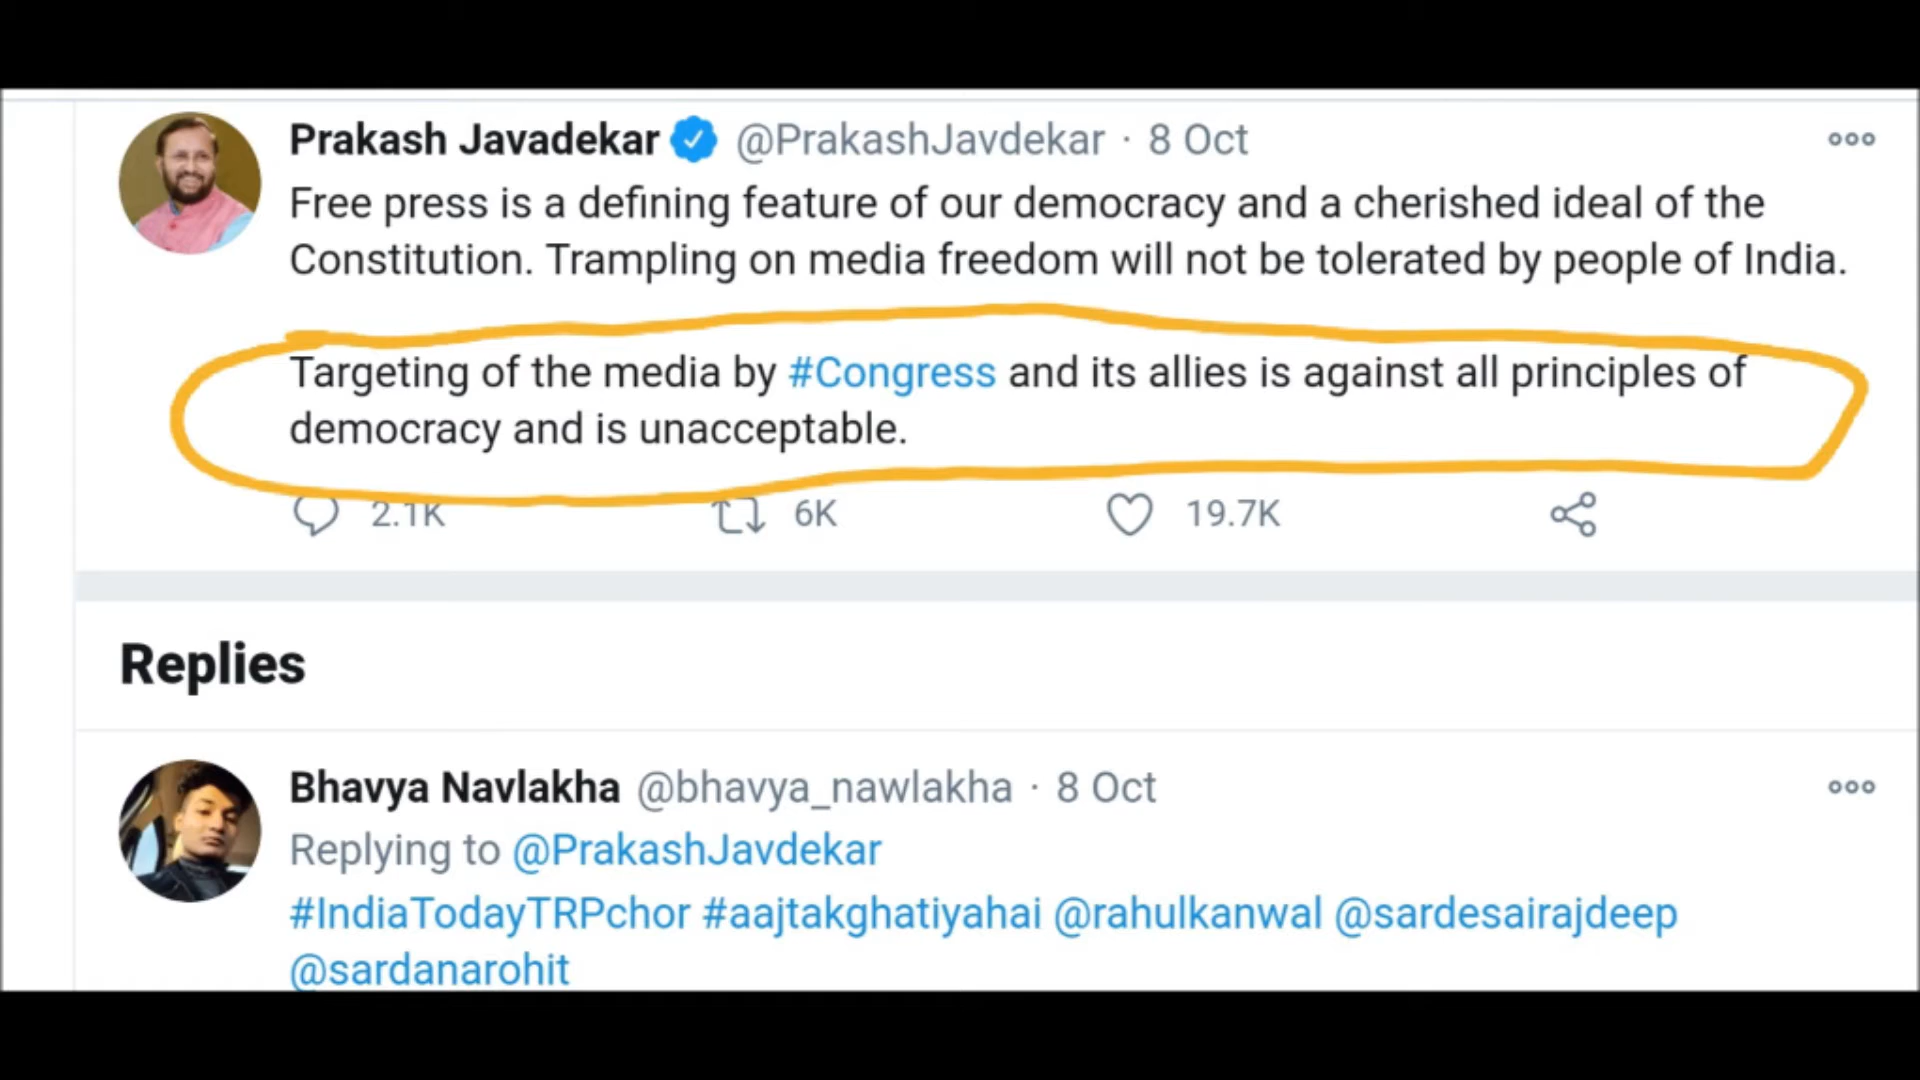 Prakash Javadekar @PrakashJavdekar · 8 Oct
Free press is a defining feature of our democracy and a cherished ideal of the
Constitution. Trampling on media freedom will not be tolerated by people of India.
Targeting of the media by #Congress and its allies is against all principles of
democracy and is unacceptable.
2.1K 6K 19.7K
Replies
Bhavya Navlakha @bhavya_nawlakha · 8 Oct
Replying to @PrakashJavdekar
#IndiaTodayTRPchor #aajtakghatiyahai @rahulkanwal @sardesairajdeep
@sardanarohit